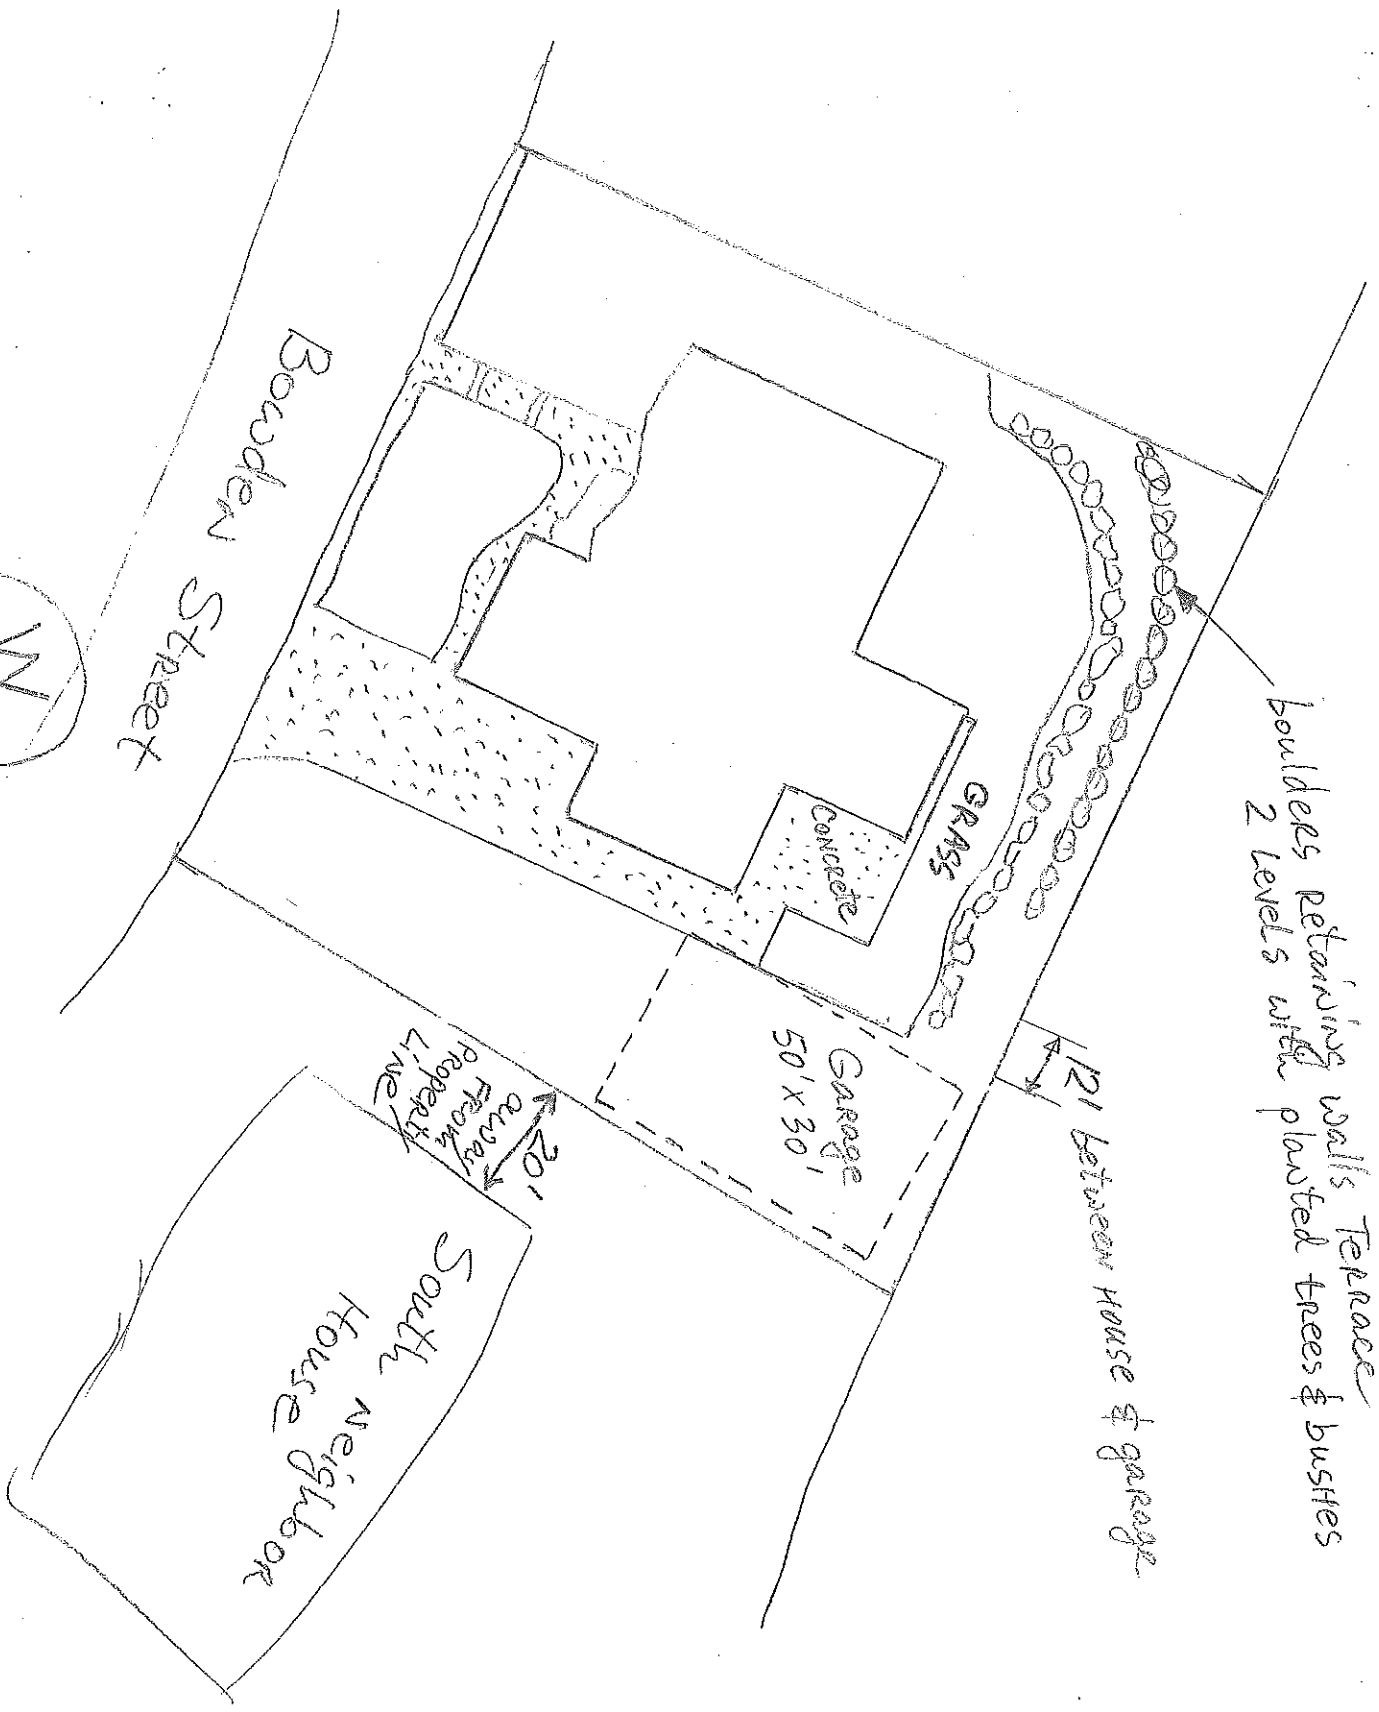 boulders Retaining walls Terrace
2 Levels with planted trees & bushes
12' between House & garage
GRASS
Concrete
Garage
50' x 30'
20'
away
FROM
Property
Line
South neighbor
House
Bowden Street
W